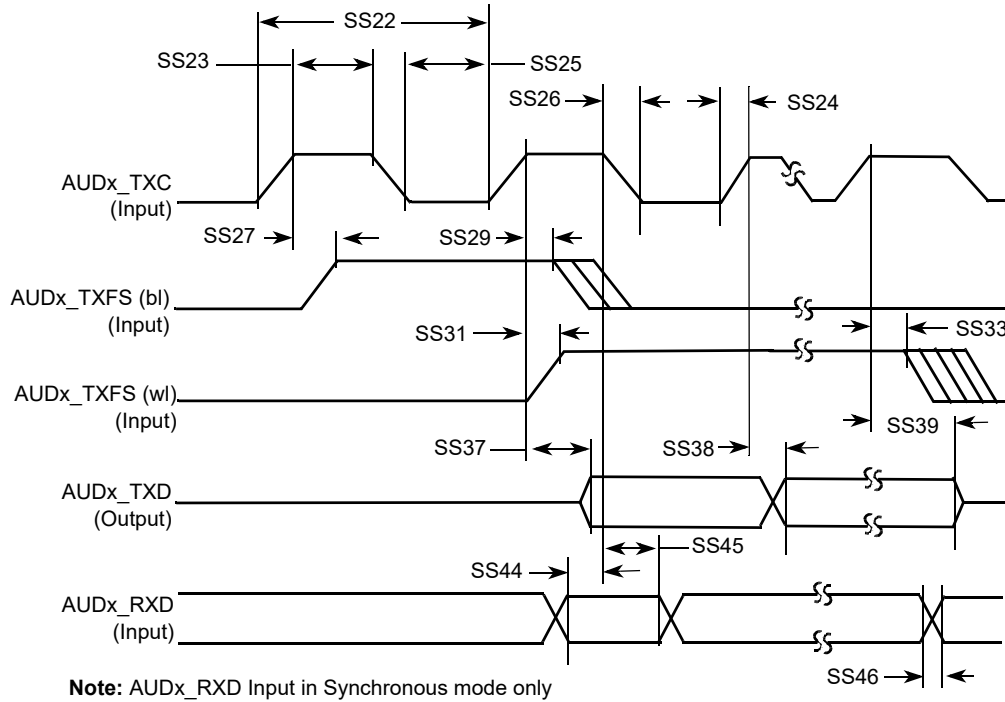 SS22
SS23
SS25
SS26
SS24
AUDx_TXC
(Input)
SS27
SS29
AUDx_TXFS (bl)
(Input)
SS31
SS33
AUDx_TXFS (wl)
(Input)
SS39
SS37
SS38
AUDx_TXD
(Output)
SS45
SS44
AUDx_RXD
(Input)
SS46
Note: AUDx_RXD Input in Synchronous mode only